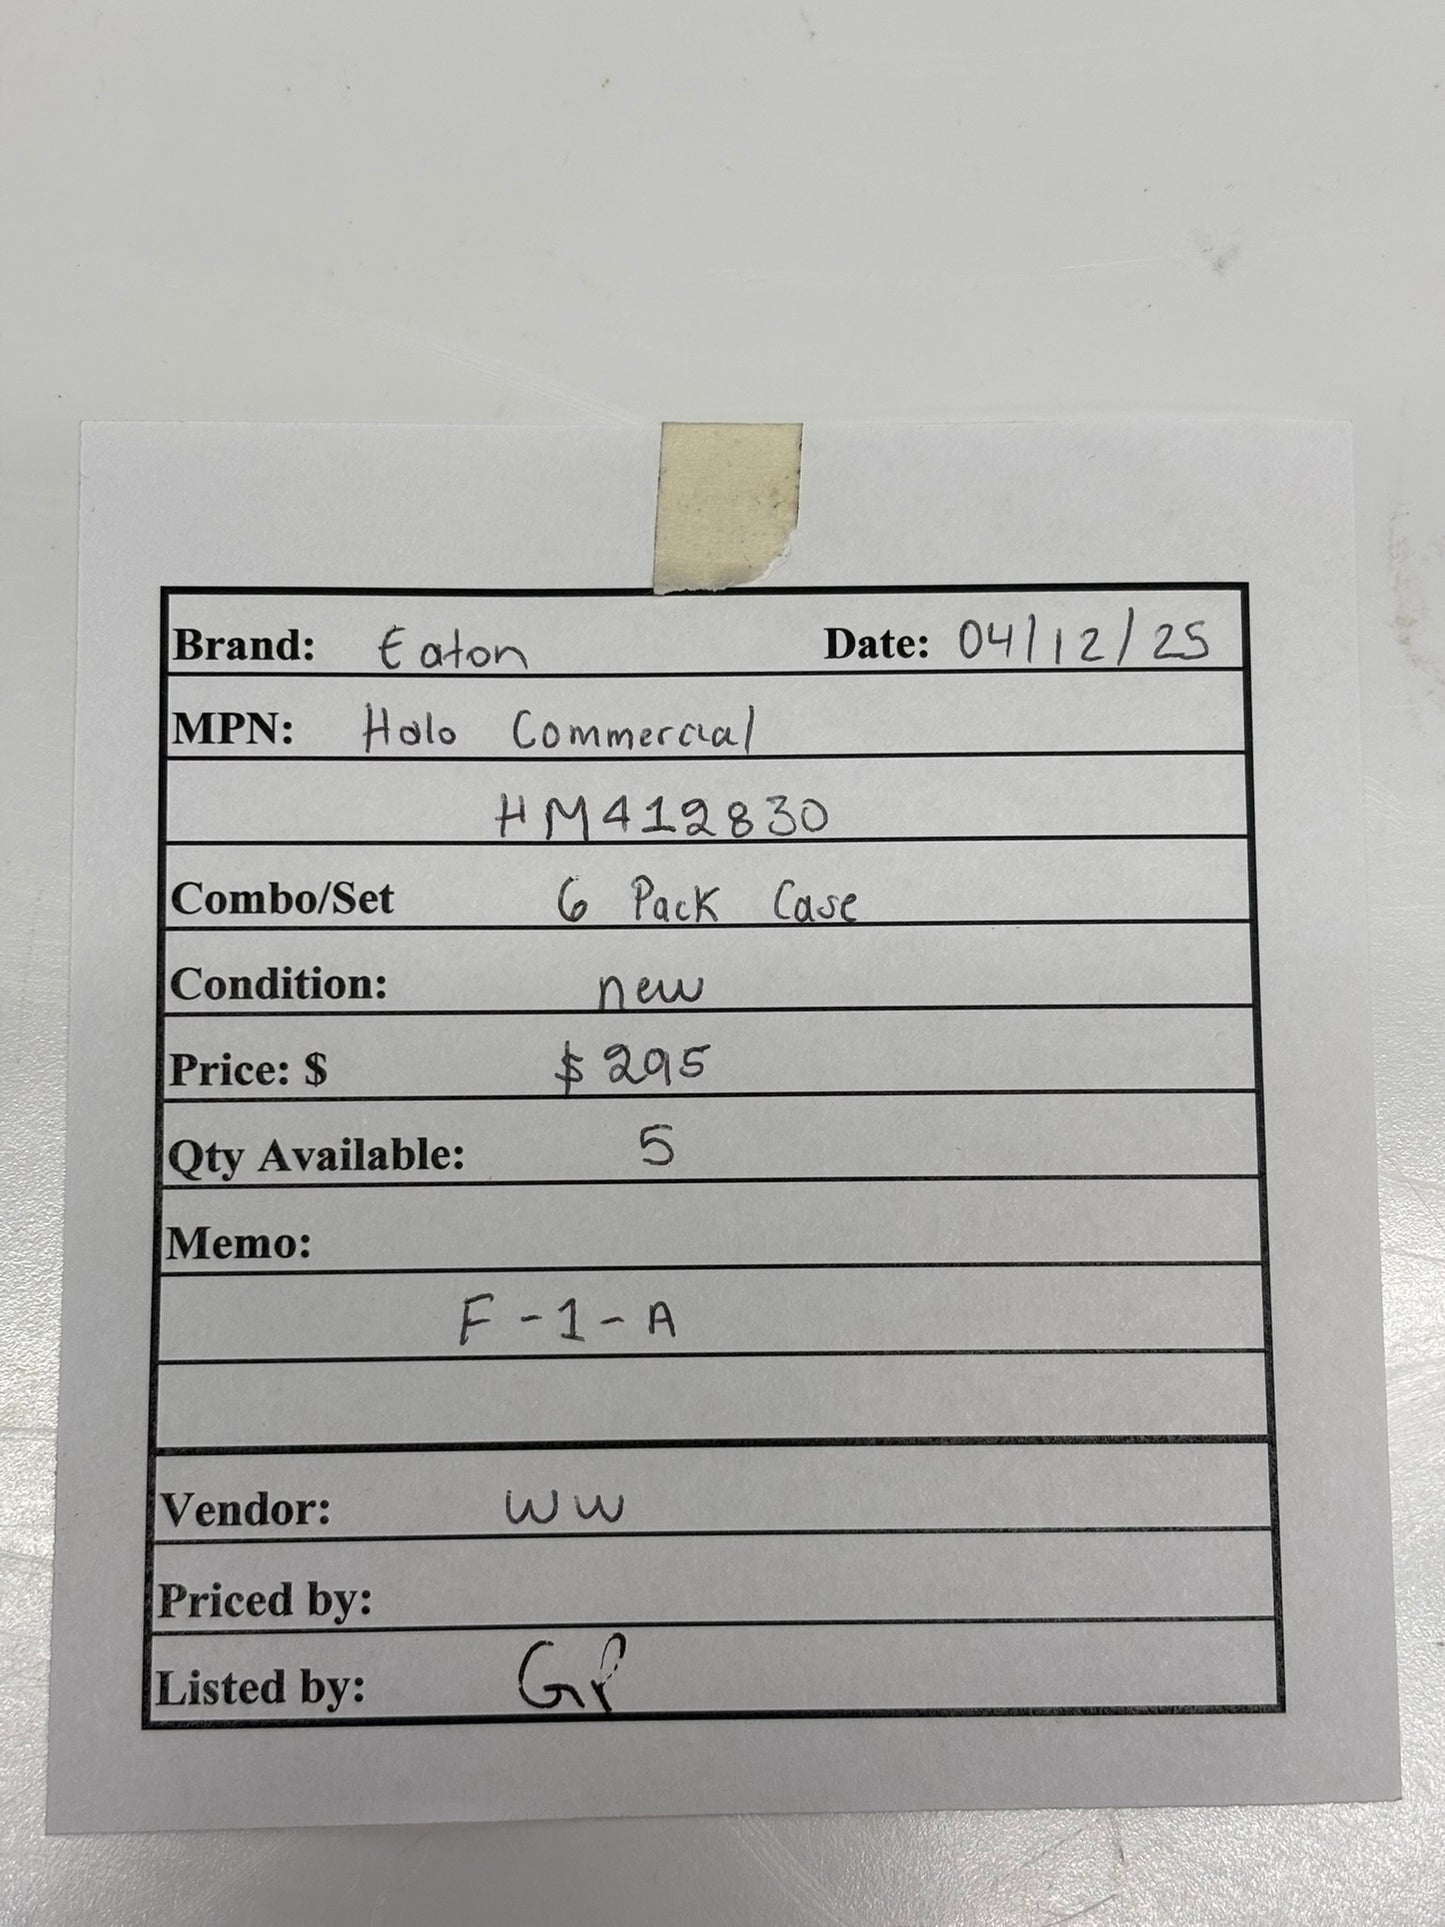 Brand: Eaton Date: 04/12/25
MPN: Halo Commercial
HM412830
Combo/Set 6 Pack Case
Condition: new
Price: $ $295
Qty Available: 5
Memo:
F-1-A
Vendor: WW
Priced by:
Listed by: GP